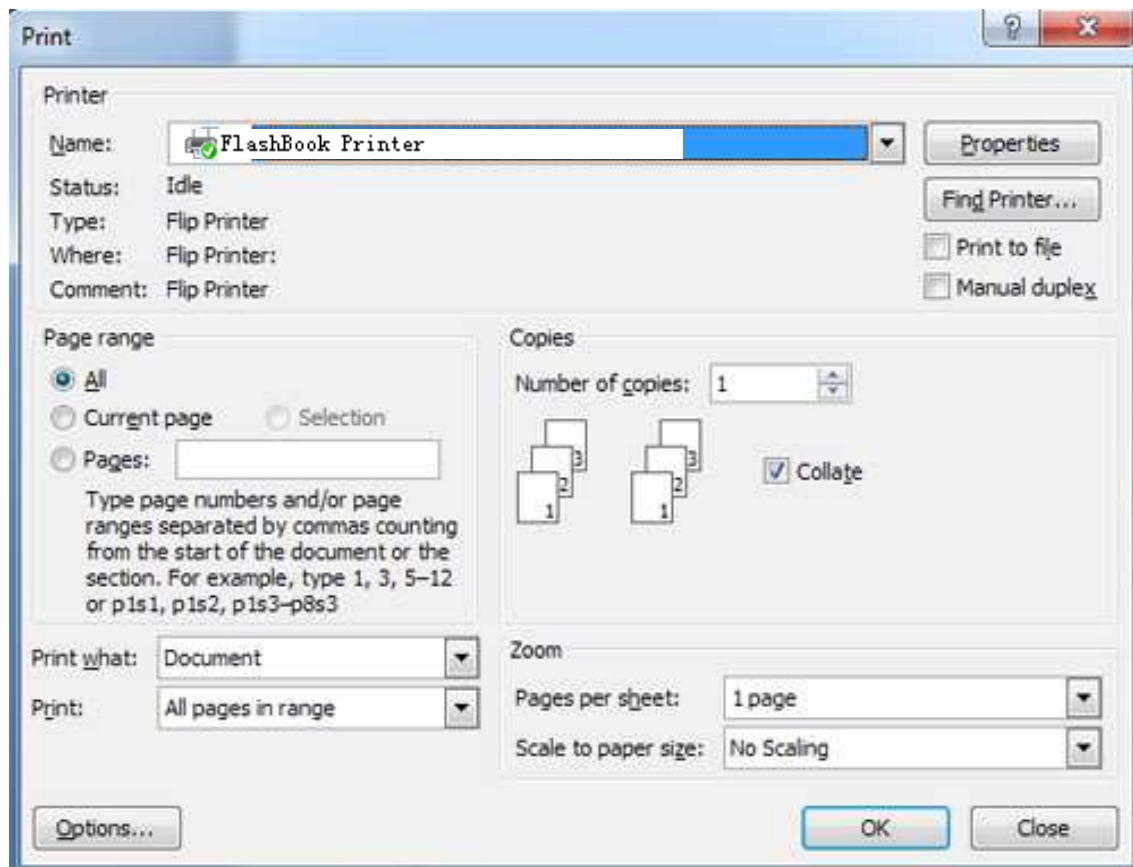 Print
Printer
Name: FlashBook Printer
Properties
Status: Idle
Find Printer...
Type: Flip Printer
Where: Flip Printer:
Print to file
Comment: Flip Printer
Manual duplex
Page range
All
Current page
Selection
Pages:
Type page numbers and/or page
ranges separated by commas counting
from the start of the document or the
section. For example, type 1, 3, 5–12
or p1s1, p1s2, p1s3–p8s3
Copies
Number of copies: 1
3 3
2 2
1 1
Collate
Print what: Document
Print: All pages in range
Zoom
Pages per sheet: 1 page
Scale to paper size: No Scaling
Options...
OK
Close